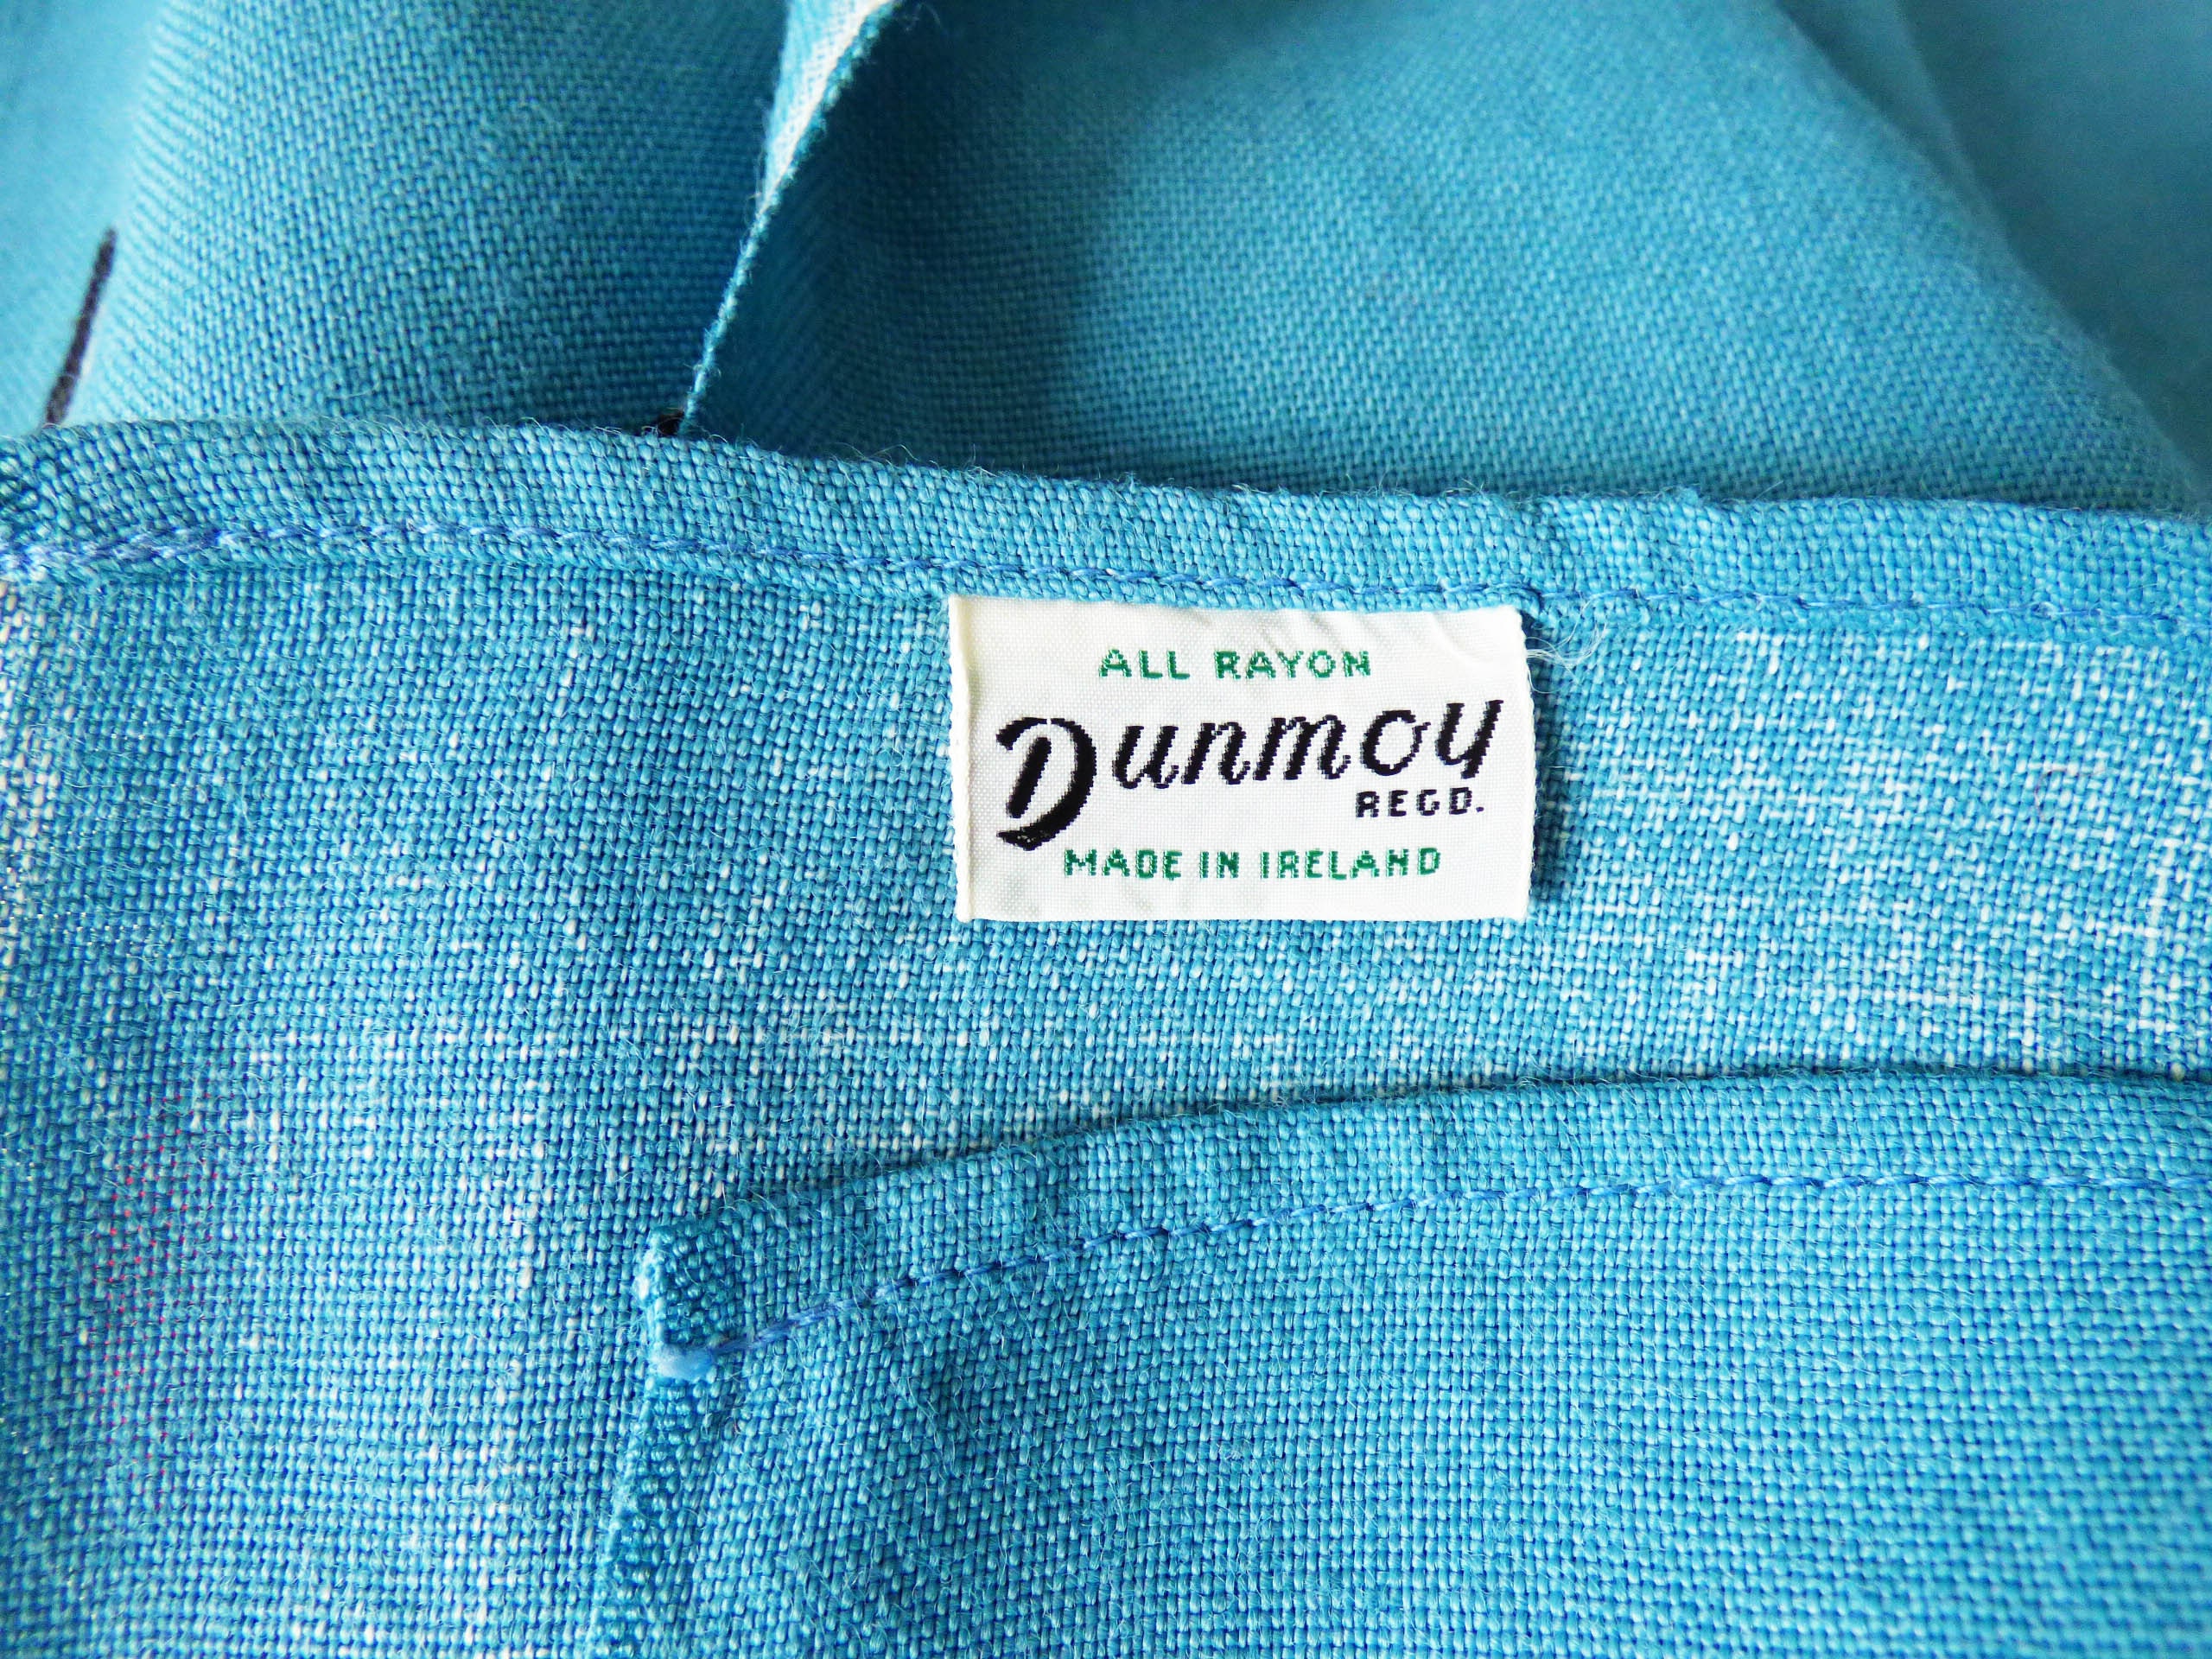 ALL RAYON
Dunmoy
REGD.
MADE IN IRELAND